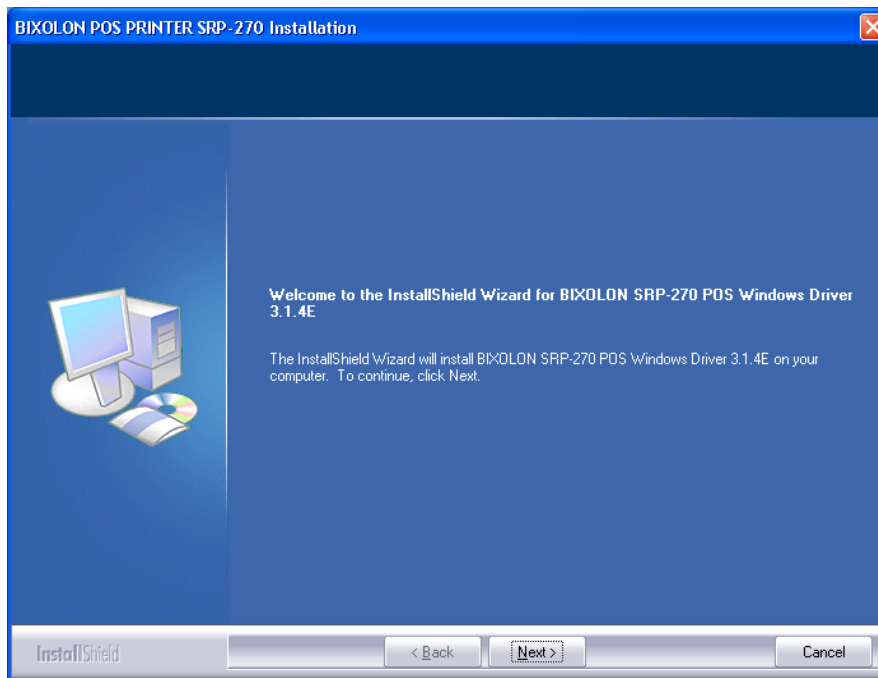 BIXOLON POS PRINTER SRP-270 Installation
Welcome to the InstallShield Wizard for BIXOLON SRP-270 POS Windows Driver
3.1.4E
The InstallShield Wizard will install BIXOLON SRP-270 POS Windows Driver 3.1.4E on your
computer. To continue, click Next.
InstallShield
< Back
Next >
Cancel